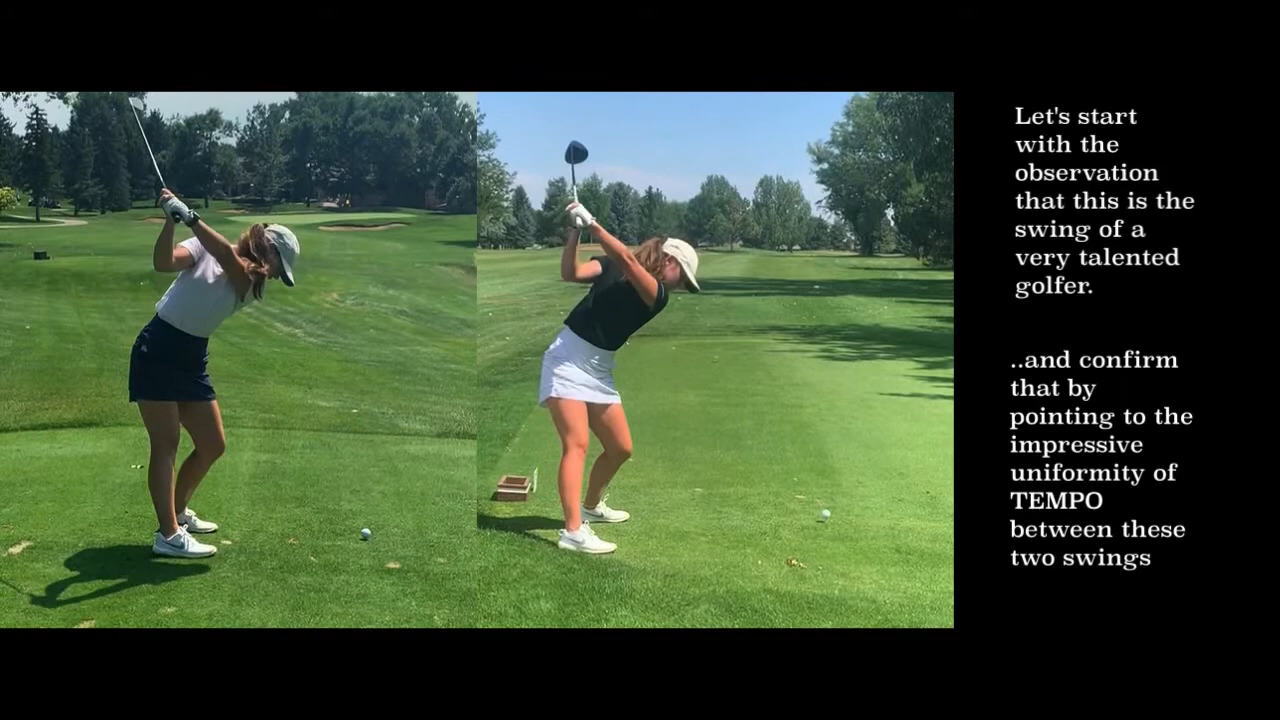 Let's start
with the
observation
that this is the
swing of a
very talented
golfer.
..and confirm
that by
pointing to the
impressive
uniformity of
TEMPO
between these
two swings